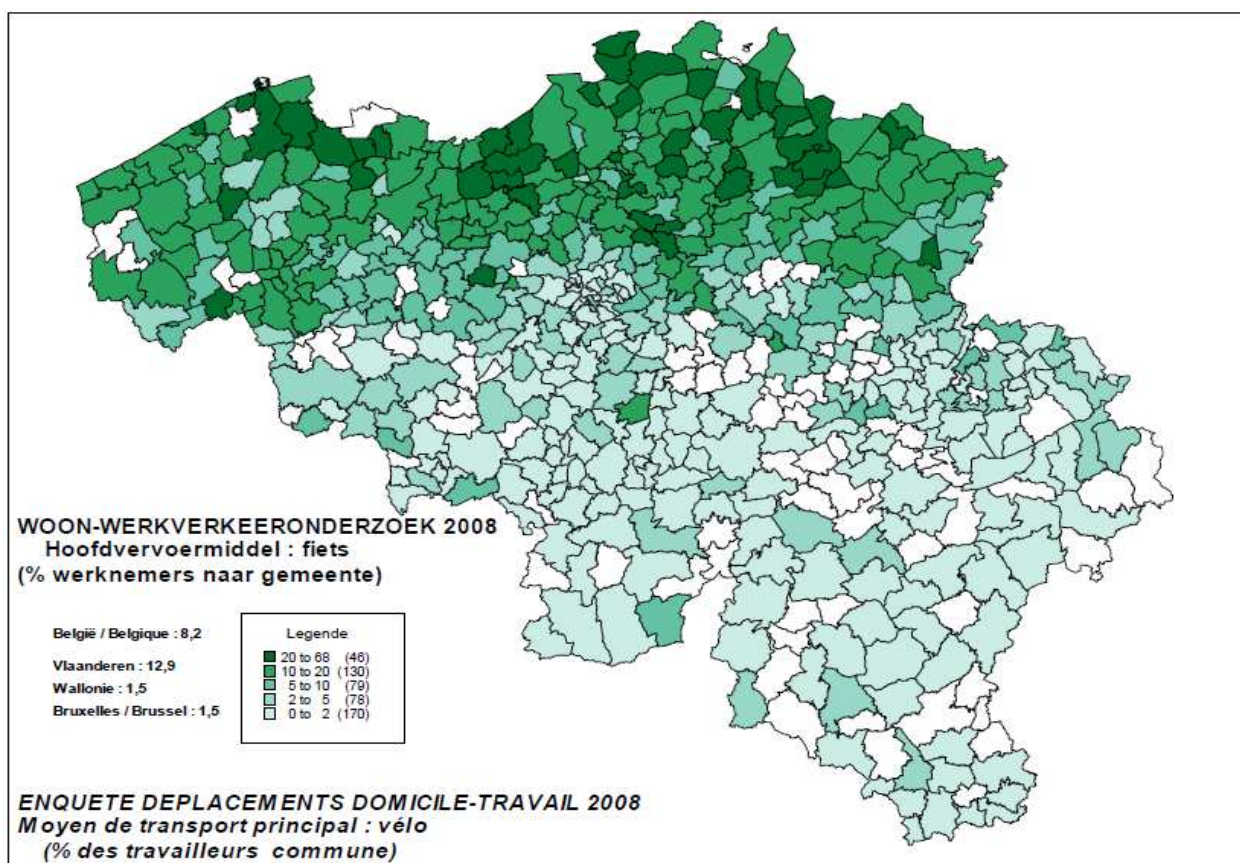 WOON-WERKVERKEERONDERZOEK 2008
Hoofdvervoermiddel : fiets
(% werknemers naar gemeente)
België / Belgique : 8,2
Vlaanderen : 12,9
Wallonie : 1,5
Bruxelles / Brussel : 1,5
Legende
20 to 68 (46)
10 to 20 (130)
5 to 10 (79)
2 to 5 (78)
0 to 2 (170)
ENQUETE DEPLACEMENTS DOMICILE-TRAVAIL 2008
Moyen de transport principal : vélo
(% des travailleurs commune)